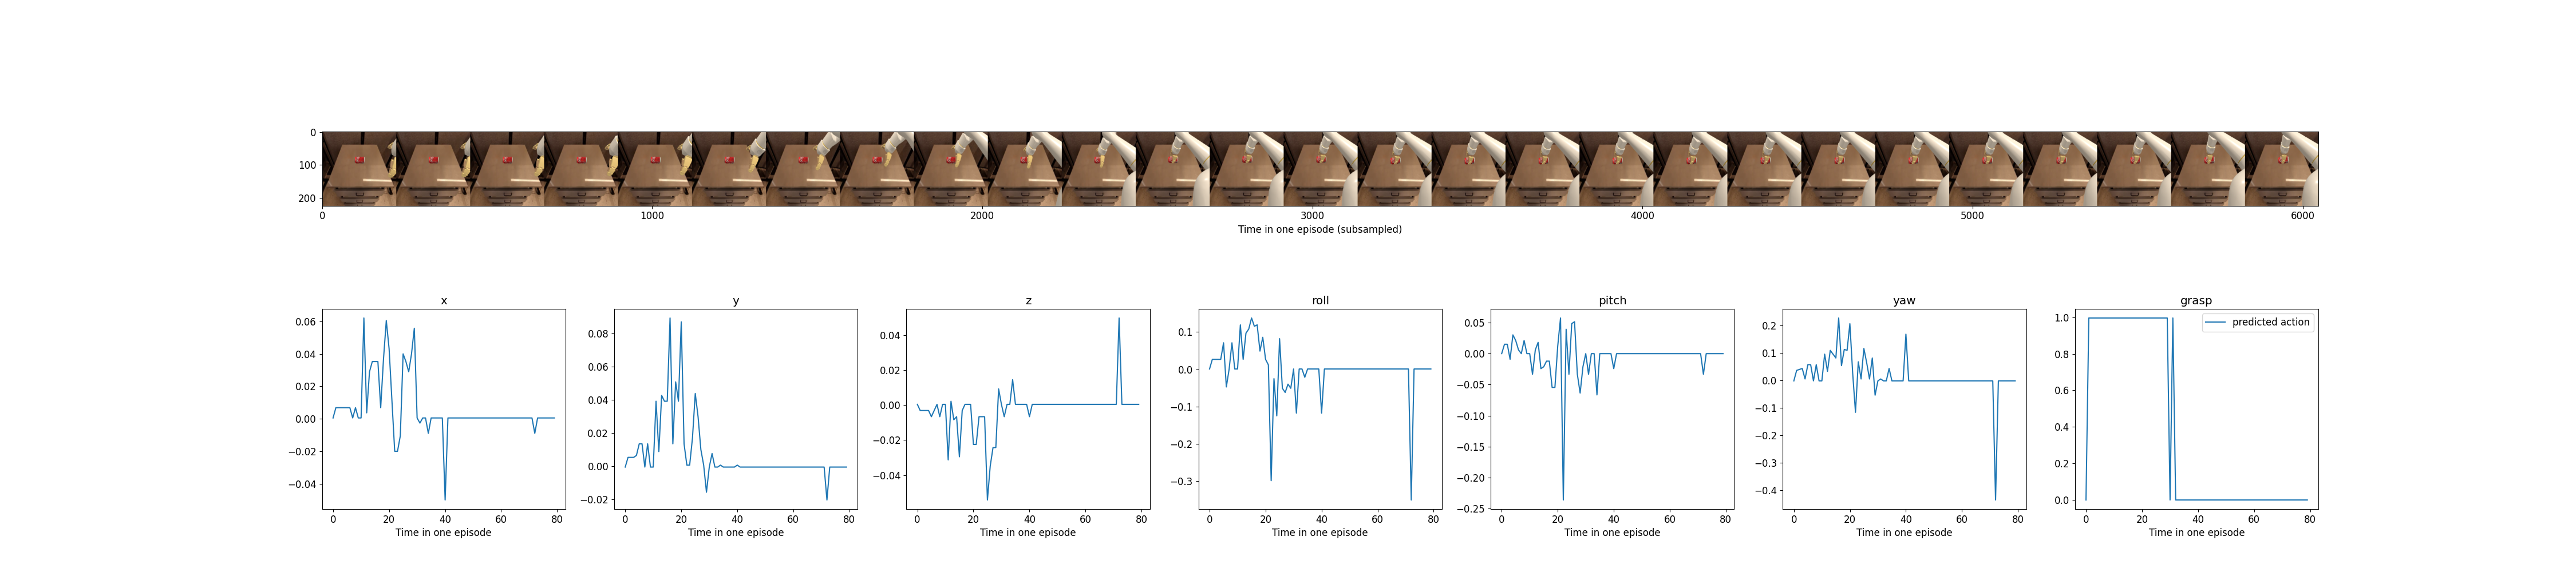 0
100
200
0 1000 2000 3000 4000 5000 6000
Time in one episode (subsampled)
x
0.06
0.04
0.02
0.00
−0.02
−0.04
0 20 40 60 80
Time in one episode
y
0.08
0.06
0.04
0.02
0.00
−0.02
0 20 40 60 80
Time in one episode
z
0.04
0.02
0.00
−0.02
−0.04
0 20 40 60 80
Time in one episode
roll
0.1
0.0
−0.1
−0.2
−0.3
0 20 40 60 80
Time in one episode
pitch
0.05
0.00
−0.05
−0.10
−0.15
−0.20
−0.25
0 20 40 60 80
Time in one episode
yaw
0.2
0.1
0.0
−0.1
−0.2
−0.3
−0.4
0 20 40 60 80
Time in one episode
grasp
predicted action
1.0
0.8
0.6
0.4
0.2
0.0
0 20 40 60 80
Time in one episode